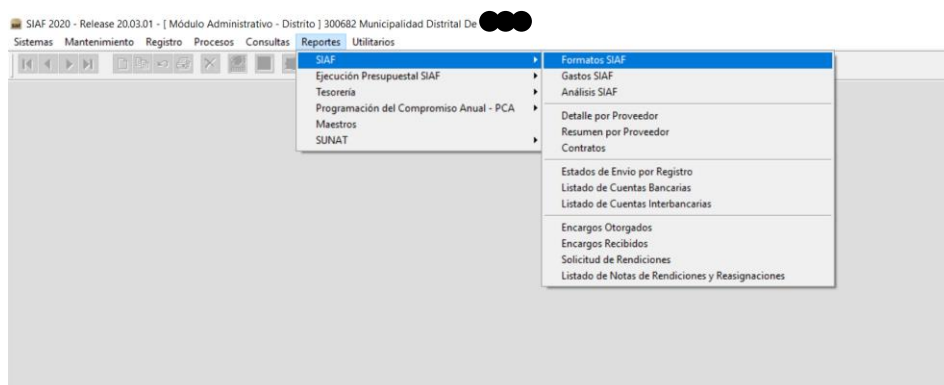 SIAF 2020 - Release 20.03.01 - [ Módulo Administrativo - Distrito ] 300682 Municipalidad Distrital De
Sistemas Mantenimiento Registro Procesos Consultas Reportes Utilitarios
SIAF
Ejecución Presupuestal SIAF
Tesorería
Programación del Compromiso Anual - PCA
Maestros
SUNAT
Formatos SIAF
Gastos SIAF
Análisis SIAF
Detalle por Proveedor
Resumen por Proveedor
Contratos
Estados de Envio por Registro
Listado de Cuentas Bancarias
Listado de Cuentas Interbancarias
Encargos Otorgados
Encargos Recibidos
Solicitud de Rendiciones
Listado de Notas de Rendiciones y Reasignaciones